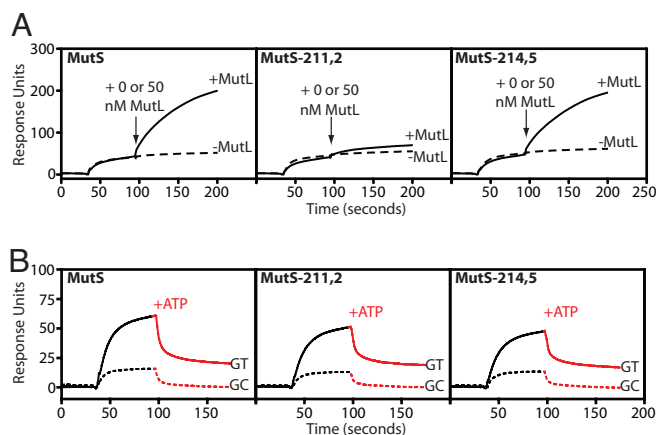 A
Response Units
300
200
100
0
MutS
+ 0 or 50
nM MutL
+MutL
-MutL
MutS-211,2
+ 0 or 50
nM MutL
+MutL
-MutL
MutS-214,5
+ 0 or 50
nM MutL
+MutL
-MutL
0 50 100 150 200 0 50 100 150 200 0 50 100 150 200 250
Time (seconds)
B
Response Units
100
75
50
25
0
MutS
+ATP
GT
GC
MutS-211,2
+ATP
GT
GC
MutS-214,5
+ATP
GT
GC
0 50 100 150 0 50 100 150 0 50 100 150 200
Time (seconds)